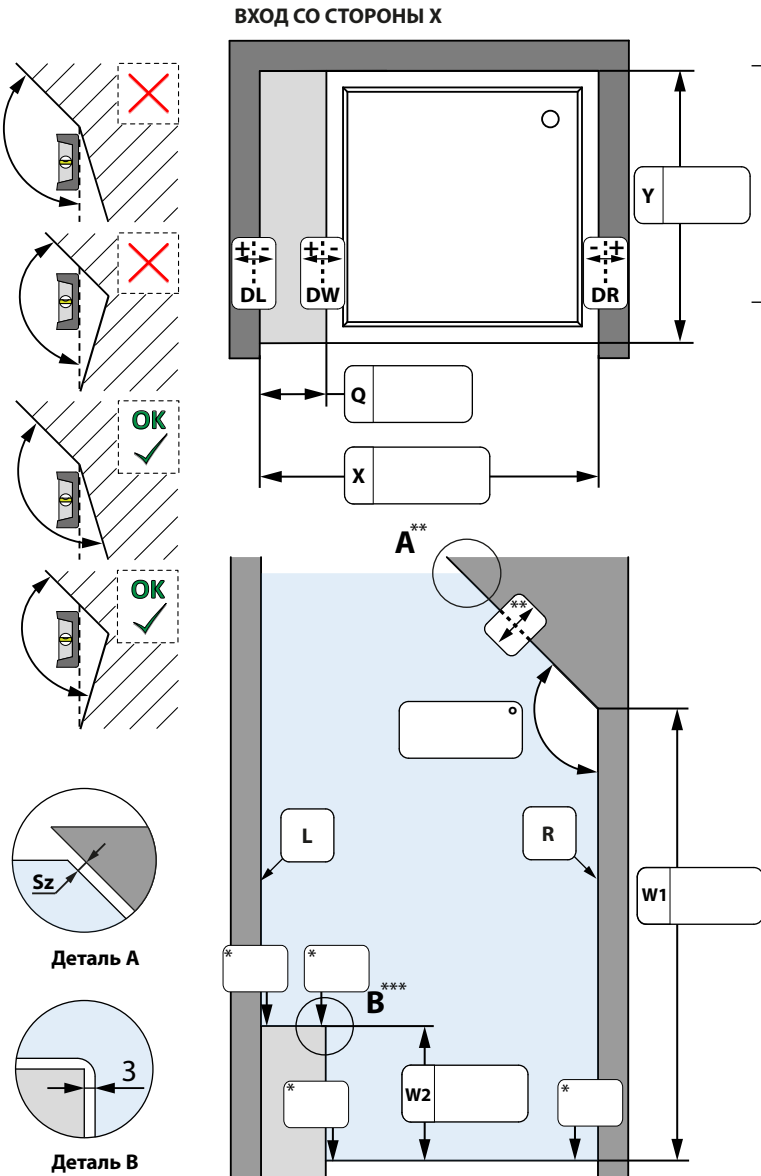 ВХОД СО СТОРОНЫ X
OK
OK
+ -
DL
+ -
DW
- +
DR
Y
Q
X
A**
**
°
L
R
W1
Sz
Деталь A
*
*
B***
*
W2
*
3
Деталь B